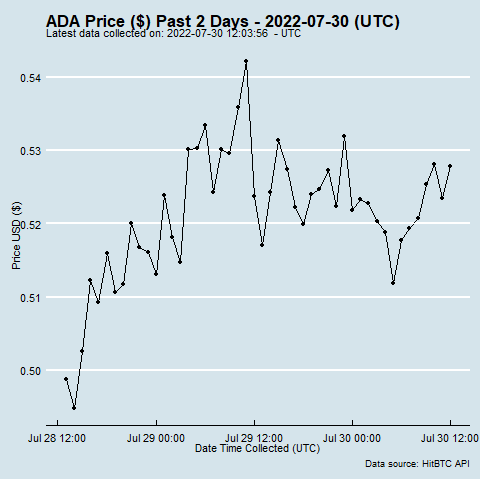 ADA Price ($) Past 2 Days - 2022-07-30 (UTC)
Latest data collected on: 2022-07-30 12:03:56 - UTC
0.54
0.53
0.52
0.51
0.50
Price USD ($)
Jul 28 12:00 Jul 29 00:00 Jul 29 12:00 Jul 30 00:00 Jul 30 12:00
Date Time Collected (UTC)
Data source: HitBTC API